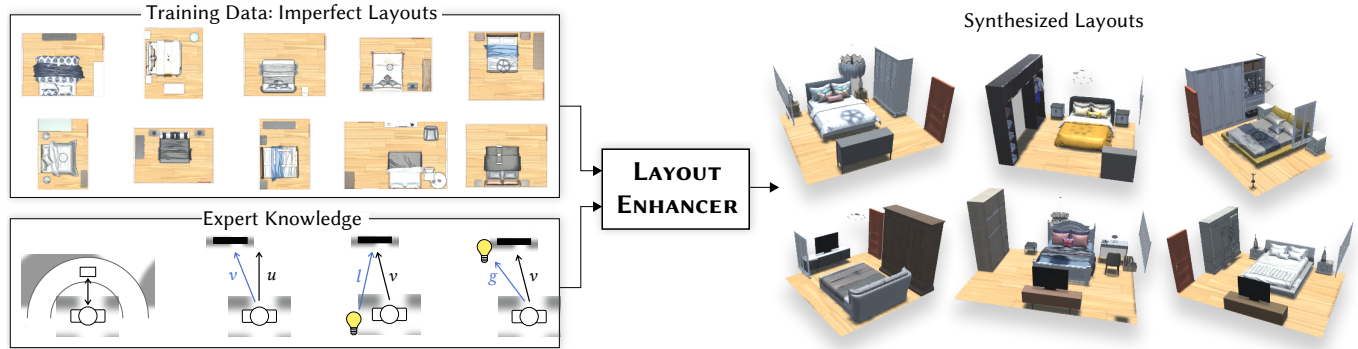 Training Data: Imperfect Layouts
Expert Knowledge
v
u
l
v
g
v
LAYOUT
ENHANCER
Synthesized Layouts